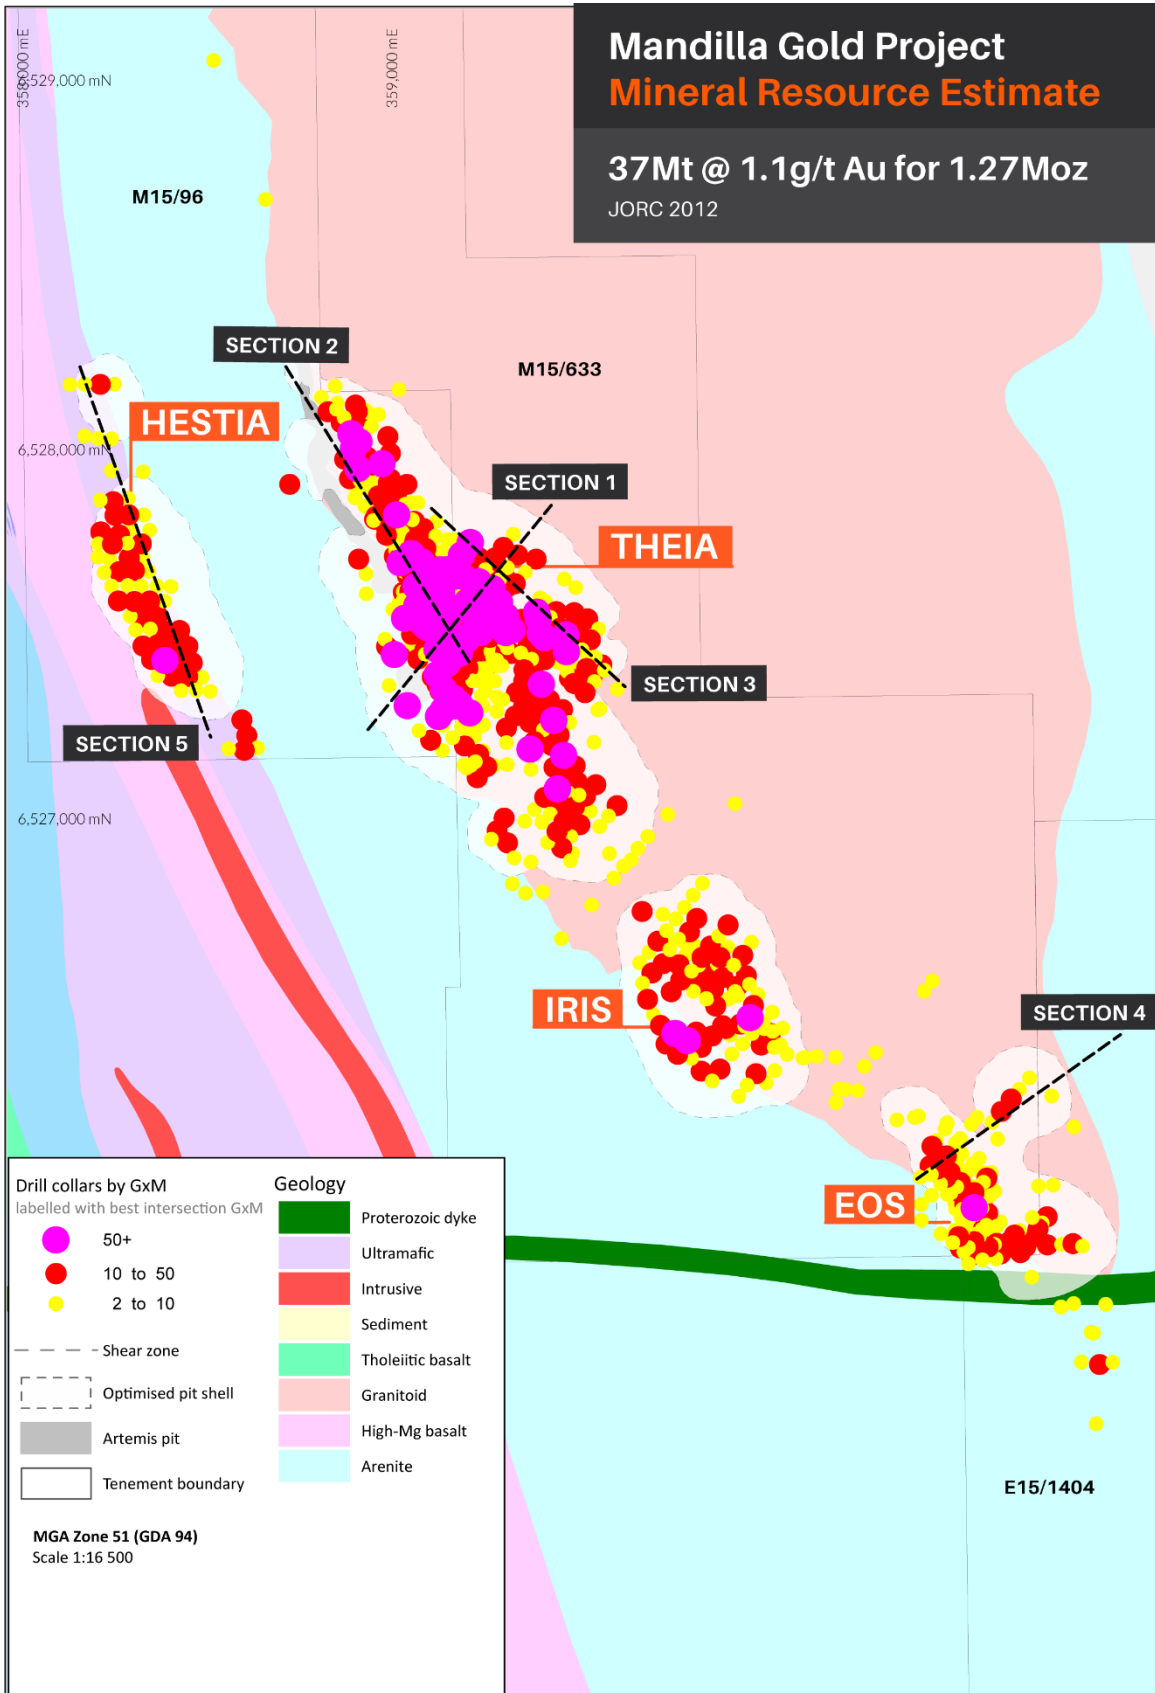 Mandilla Gold Project
Mineral Resource Estimate
37Mt @ 1.1g/t Au for 1.27Moz
JORC 2012
358,000 mE
359,000 mE
6,529,000 mN
M15/96
SECTION 2
M15/633
HESTIA
6,528,000 mN
SECTION 1
THEIA
SECTION 3
SECTION 5
6,527,000 mN
IRIS
SECTION 4
EOS
Drill collars by GxM
labelled with best intersection GxM
50+
10 to 50
2 to 10
Shear zone
Optimised pit shell
Artemis pit
Tenement boundary
Geology
Proterozoic dyke
Ultramafic
Intrusive
Sediment
Tholeiitic basalt
Granitoid
High-Mg basalt
Arenite
MGA Zone 51 (GDA 94)
Scale 1:16 500
E15/1404